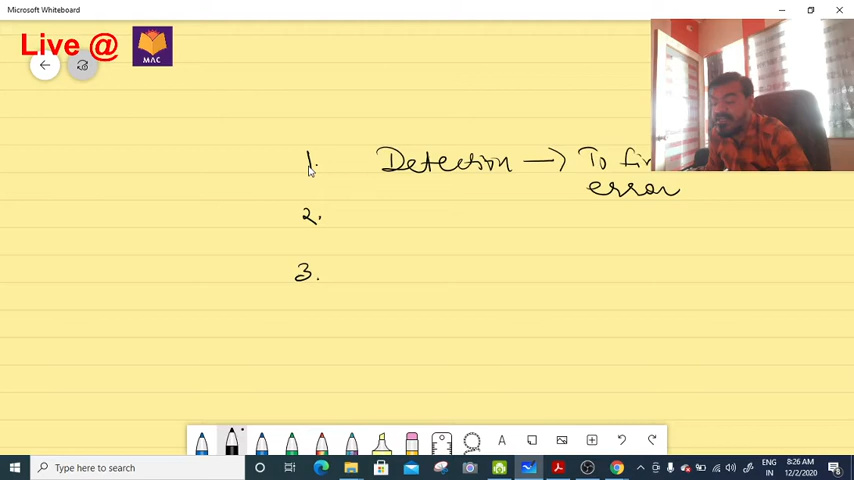 Microsoft Whiteboard
Live @
MAC
1. Detection → To
error
2.
3.
A
Type here to search
ENG
IN
8:26 AM
12/2/2020
8